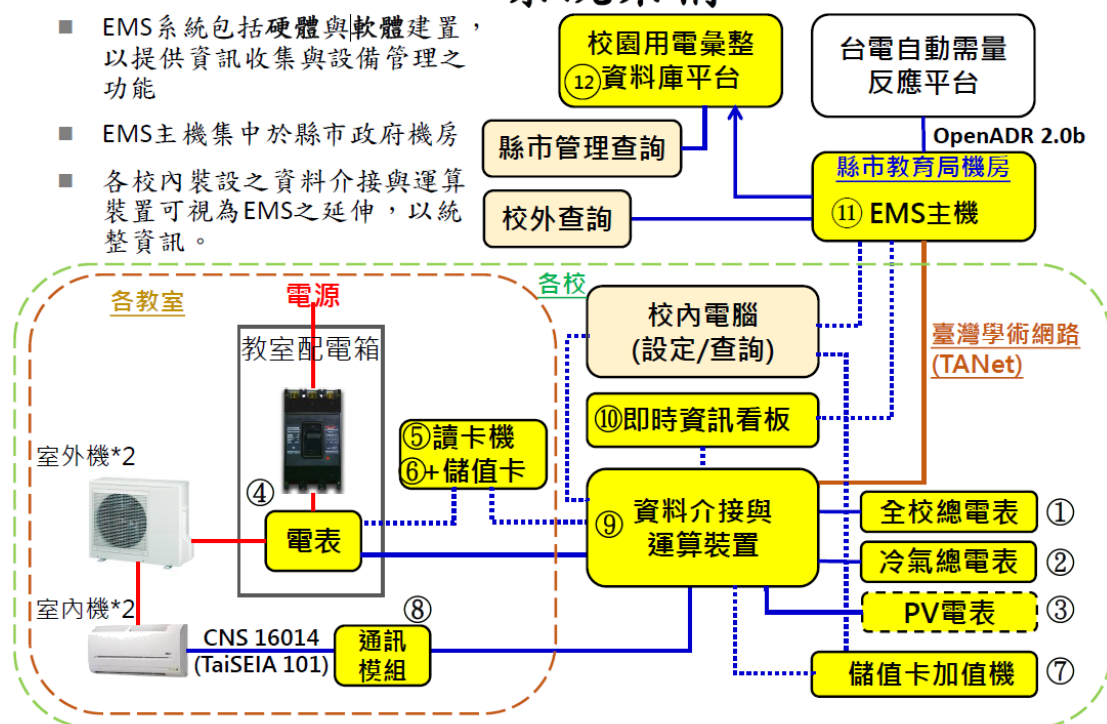 ■ EMS系統包括硬體與軟體建置，
以提供資訊收集與設備管理之
功能
■ EMS主機集中於縣市政府機房
■ 各校內裝設之資料介接與運算
裝置可視為EMS之延伸，以統
整資訊。
校園用電彙整
⑫資料庫平台
台電自動需量
反應平台
OpenADR 2.0b
縣市管理查詢
校外查詢
縣市教育局機房
⑪ EMS主機
各教室
電源
各校
教室配電箱
校內電腦
(設定/查詢)
臺灣學術網路
(TANet)
⑩即時資訊看板
⑤讀卡機
⑥+儲值卡
室外機*2
④
電表
⑨ 資料介接與
運算裝置
全校總電表 ①
冷氣總電表 ②
PV電表 ③
儲值卡加值機 ⑦
室內機*2
CNS 16014
(TaiSEIA 101)
⑧
通訊
模組